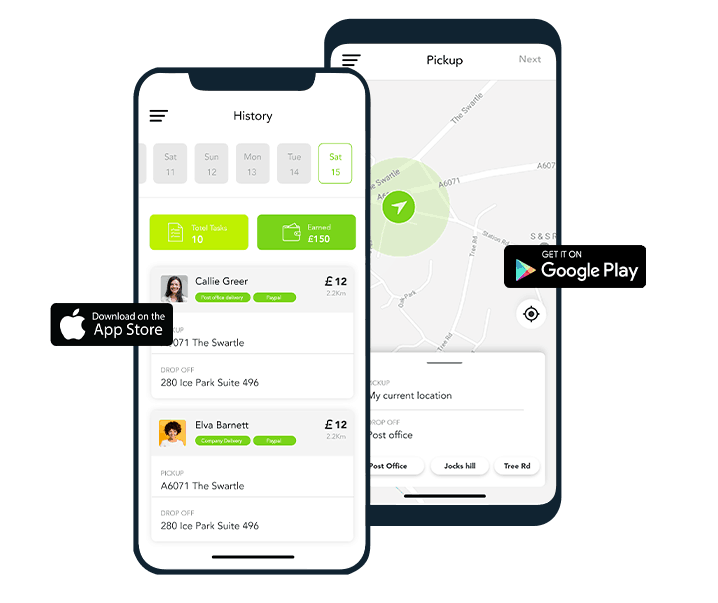 History
Sat
11
Sun
12
Mon
13
Tue
14
Sat
15
Total Tasks
10
Earned
£150
Callie Greer
£ 12
Post office delivery
Paypal
2.2Km
A6071 The Swartle
DROP OFF
280 Ice Park Suite 496
Elva Barnett
£ 12
Company Delivery
Paypal
2.2Km
PICKUP
A6071 The Swartle
DROP OFF
280 Ice Park Suite 496
Download on the
App Store
Pickup
Next
The Swartle
The Swartle
A6071
A607
Station Rd
Tree Rd
Oak Park
Tree Rd
S & S R
GET IT ON
Google Play
PICKUP
My current location
DROP OFF
Post office
Post Office
Jocks hill
Tree Rd